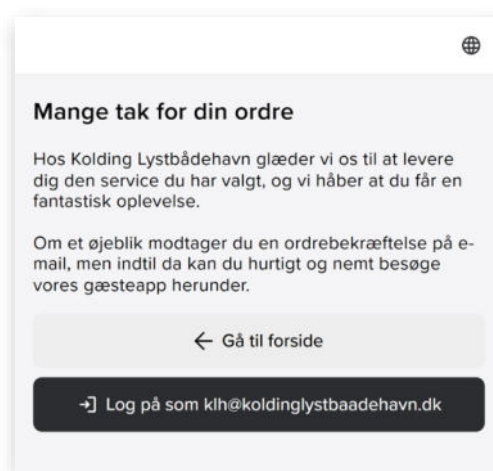 Mange tak for din ordre
Hos Kolding Lystbådehavn glæder vi os til at levere
dig den service du har valgt, og vi håber at du får en
fantastisk oplevelse.
Om et øjeblik modtager du en ordrebekræftelse på e-
mail, men indtil da kan du hurtigt og nemt besøge
vores gæsteapp herunder.
Gå til forside
Log på som klh@koldinglystbaadehavn.dk